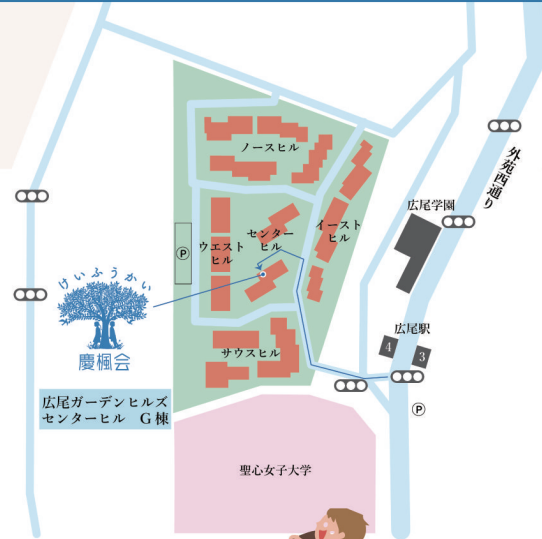 外苑西通り
広尾学園
広尾駅
4
3
P
ノースヒル
イースト
ヒル
センター
ヒル
ウエスト
ヒル
P
サウスヒル
けいふうかい
慶楓会
広尾ガーデンヒルズ
センターヒル　G棟
聖心女子大学